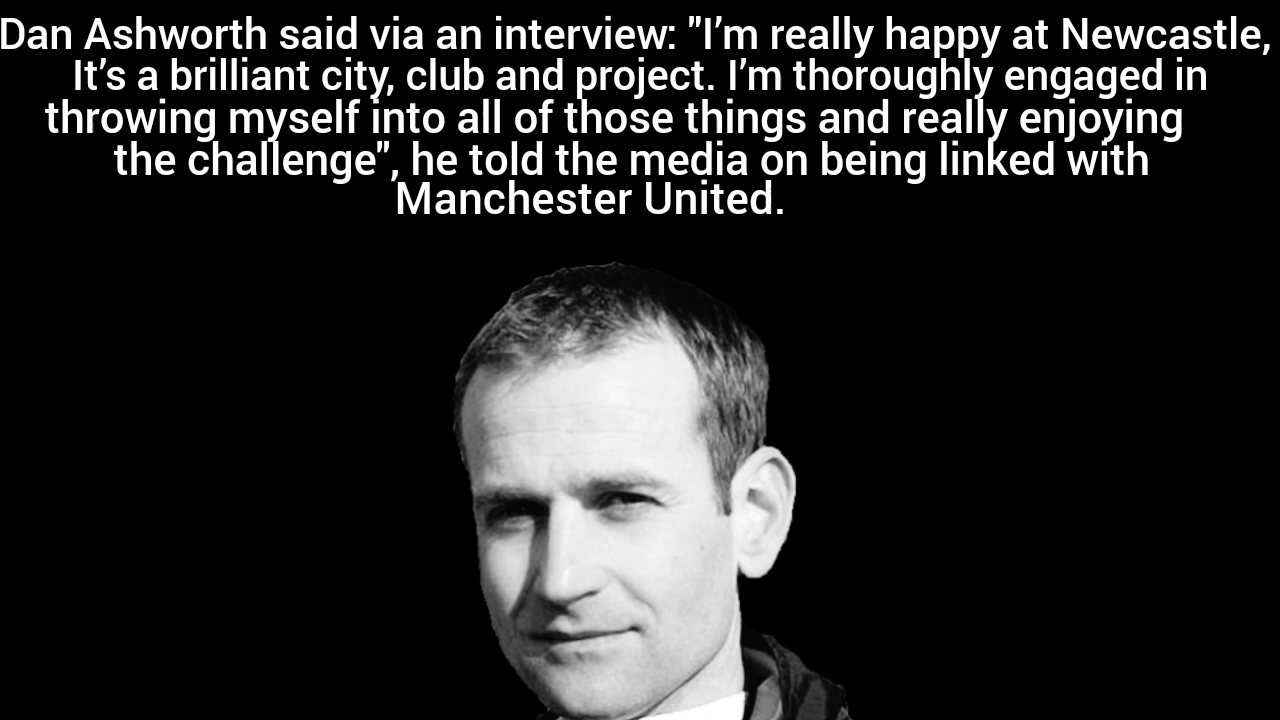 Dan Ashworth said via an interview: "I’m really happy at Newcastle,
It’s a brilliant city, club and project. I’m thoroughly engaged in
throwing myself into all of those things and really enjoying
the challenge", he told the media on being linked with
Manchester United.